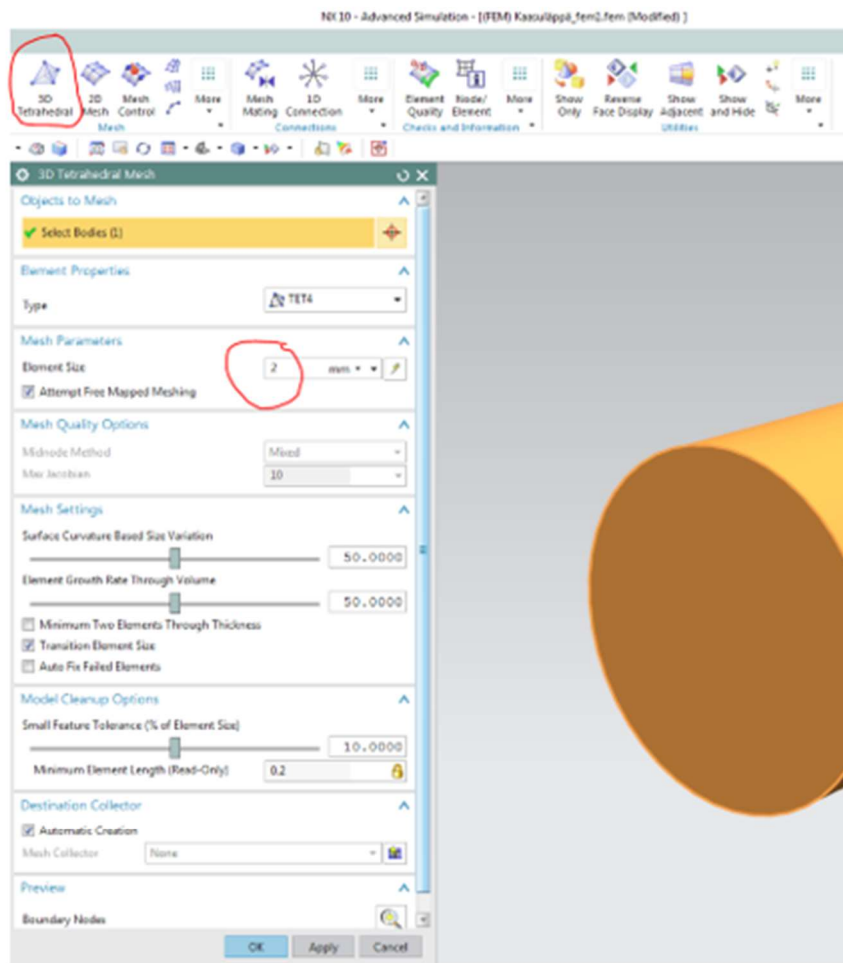 NX 10 - Advanced Simulation - [(FEM) Kaasuläppä_fem2.fem (Modified) ]
3D Tetrahedral
2D Mesh
Mesh Control
More
Mesh Mating
1D Connection
More
Element Quality
Node/ Element
More
Show Only
Reverse Face Display
Show Adjacent
Show and Hide
More
Mesh
Connections
Checks and Information
Utilities
3D Tetrahedral Mesh
Objects to Mesh
Select Bodies (1)
Element Properties
Type
TET4
Mesh Parameters
Element Size
2
mm
Attempt Free Mapped Meshing
Mesh Quality Options
Midnode Method
Mixed
Max Jacobian
10
Mesh Settings
Surface Curvature Based Size Variation
50.0000
Element Growth Rate Through Volume
50.0000
Minimum Two Elements Through Thickness
Transition Element Size
Auto Fix Failed Elements
Model Cleanup Options
Small Feature Tolerance (% of Element Size)
10.0000
Minimum Element Length (Read-Only)
0.2
Destination Collector
Automatic Creation
Mesh Collector
None
Preview
Boundary Nodes
OK
Apply
Cancel